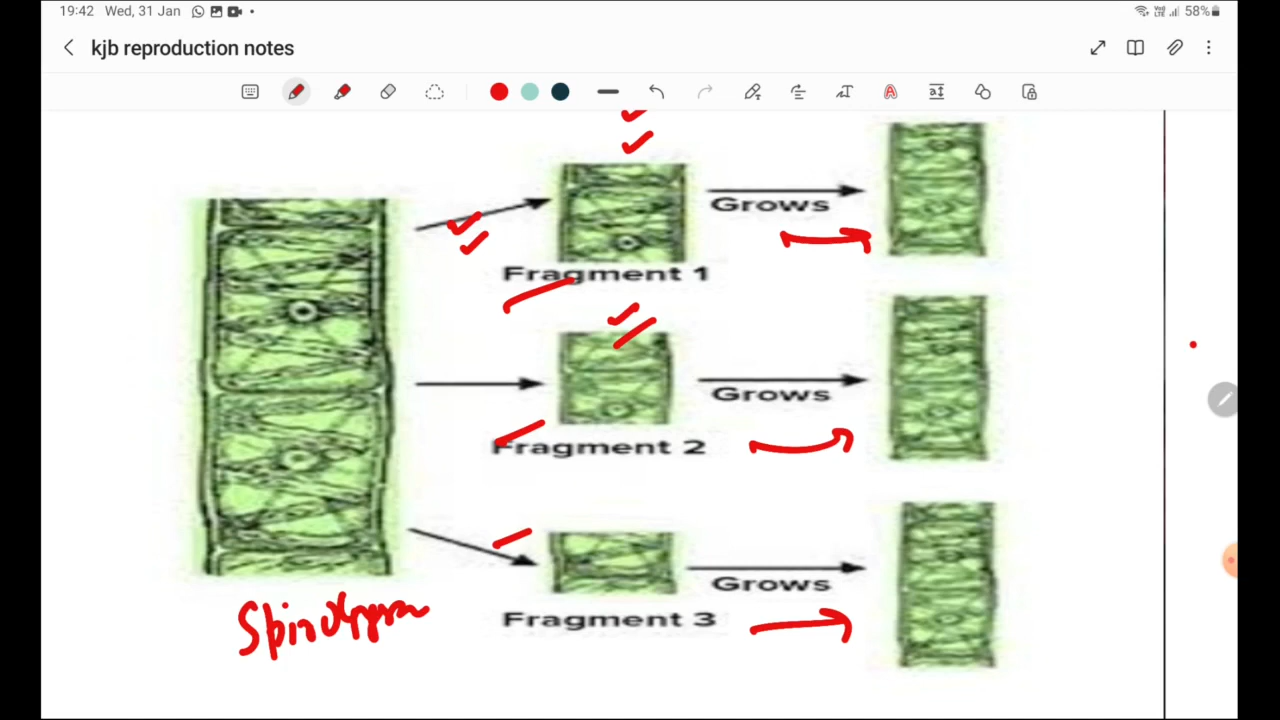 19:42 Wed, 31 Jan
58%
kjb reproduction notes
Grows
Fragment 1
Grows
Fragment 2
Grows
Fragment 3